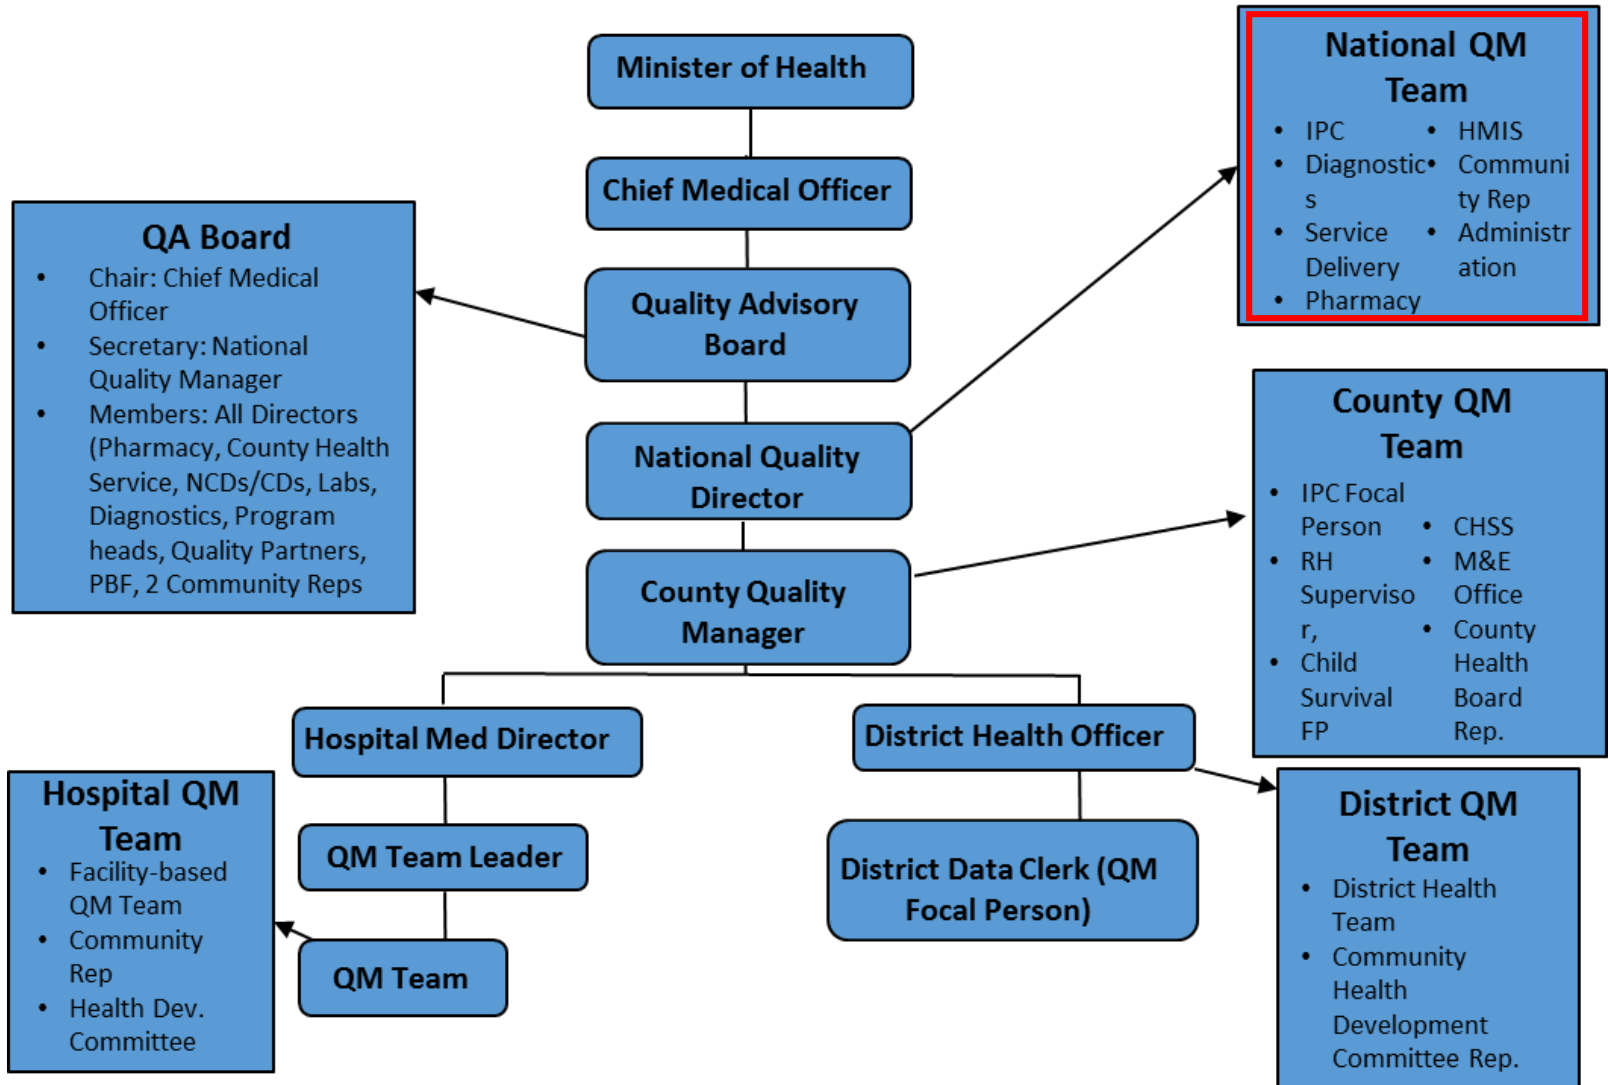 Minister of Health
Chief Medical Officer
Quality Advisory
Board
National Quality
Director
County Quality
Manager
Hospital Med Director
QM Team Leader
QM Team
District Health Officer
District Data Clerk (QM
Focal Person)
QA Board
• Chair: Chief Medical
Officer
• Secretary: National
Quality Manager
• Members: All Directors
(Pharmacy, County Health
Service, NCDs/CDs, Labs,
Diagnostics, Program
heads, Quality Partners,
PBF, 2 Community Reps
Hospital QM
Team
• Facility-based
QM Team
• Community
Rep
• Health Dev.
Committee
National QM
Team
• IPC
• Diagnostic
s
• Service
Delivery
• Pharmacy
• HMIS
• Communi
ty Rep
• Administr
ation
County QM
Team
• IPC Focal
Person
• RH
Superviso
r,
• Child
Survival
FP
• CHSS
• M&E
Office
• County
Health
Board
Rep.
District QM
Team
• District Health
Team
• Community
Health
Development
Committee Rep.